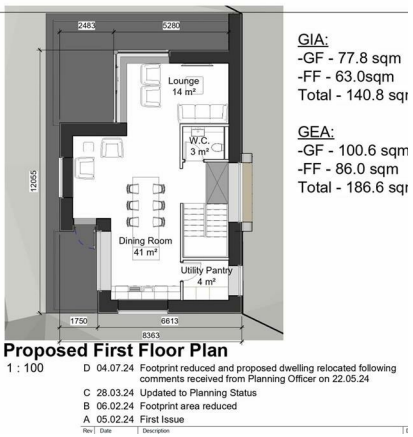 2483
5280
GIA:
-GF - 77.8 sqm
-FF - 63.0sqm
Total - 140.8
GEA:
-GF - 100.6 sqm
-FF - 86.0 sqm
Total - 186.6
Lounge
14 m²
W.C.
3 m²
12055
Dining Room
41 m²
Utility Pantry
4 m²
1750
6613
8363
Proposed First Floor Plan
1 : 100
D 04.07.24 Footprint reduced and proposed dwelling relocated following
comments received from Planning Officer on 22.05.24
C 28.03.24 Updated to Planning Status
B 06.02.24 Footprint area reduced
A 05.02.24 First Issue
Rev Date Description